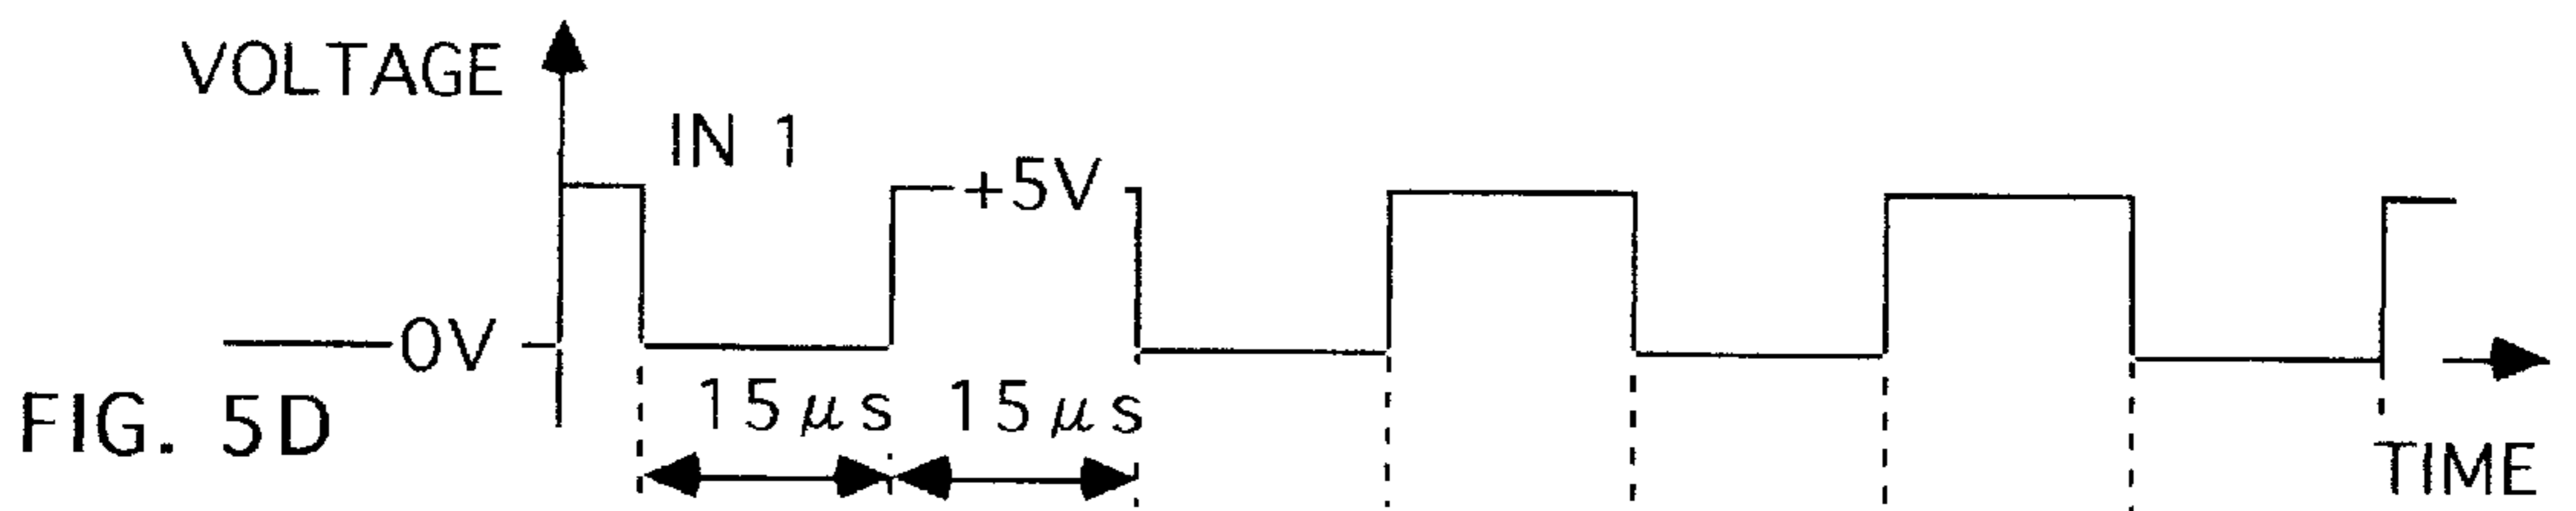 VOLTAGE
IN 1
+5V
0V
15μs 15μs
FIG. 5D
TIME